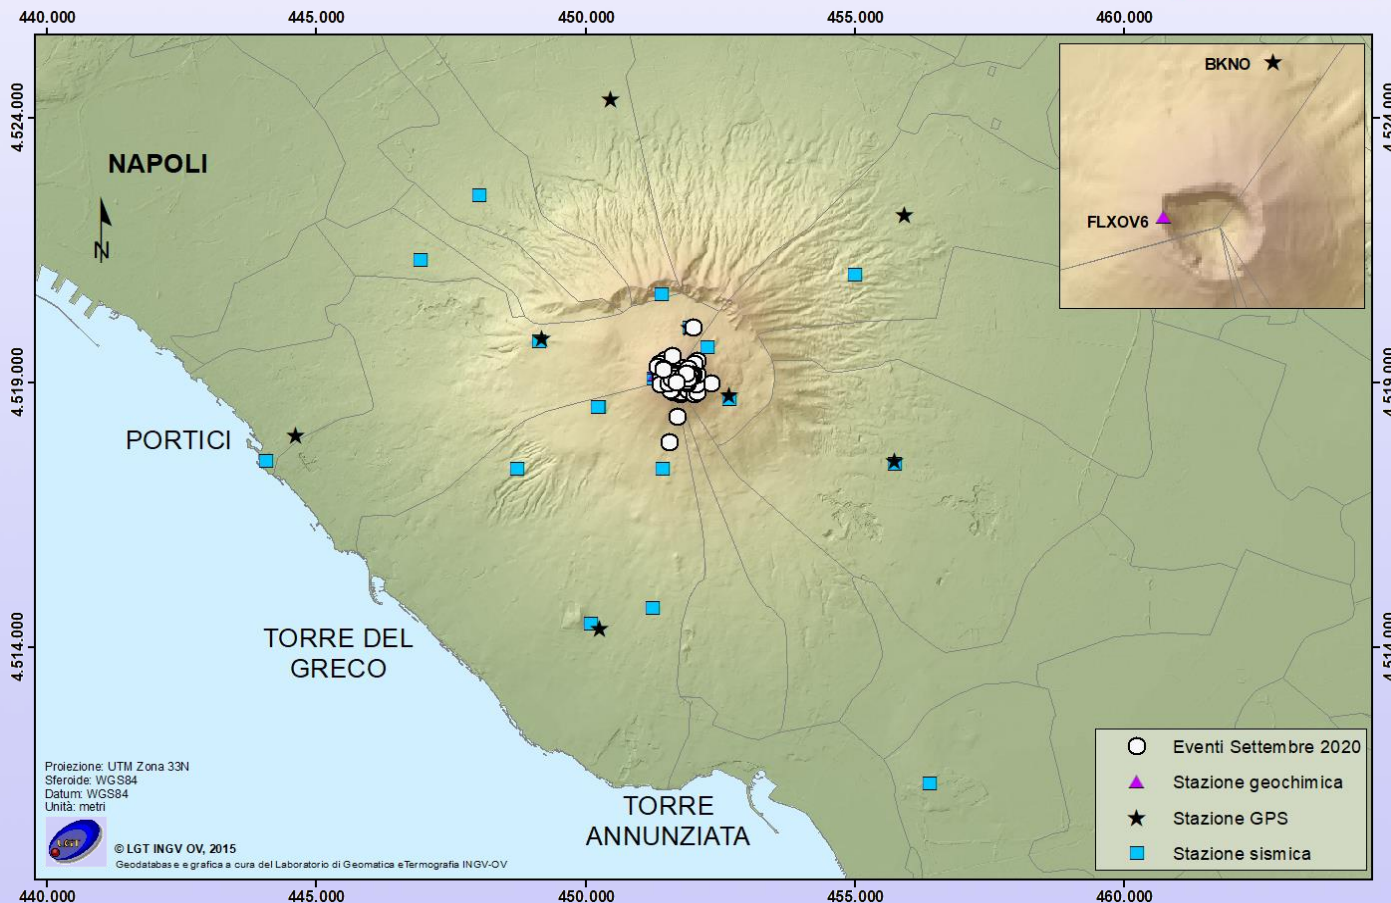 440.000 445.000 450.000 455.000 460.000
4.524.000 4.524.000
BKNO
NAPOLI
N
FLXOV6
4.519.000 4.519.000
PORTICI
4.514.000 4.514.000
TORRE DEL
GRECO
Eventi Settembre 2020
Proiezione: UTM Zona 33N
Sferoide: WGS84
Datum: WGS84
Unità: metri
Stazione geochimica
TORRE
ANNUNZIATA
Stazione GPS
© LGT INGV OV, 2015
Stazione sismica
Geodatabase e grafica a cura del Laboratorio di Geomatica eTermografia INGV-OV
440.000 445.000 450.000 455.000 460.000